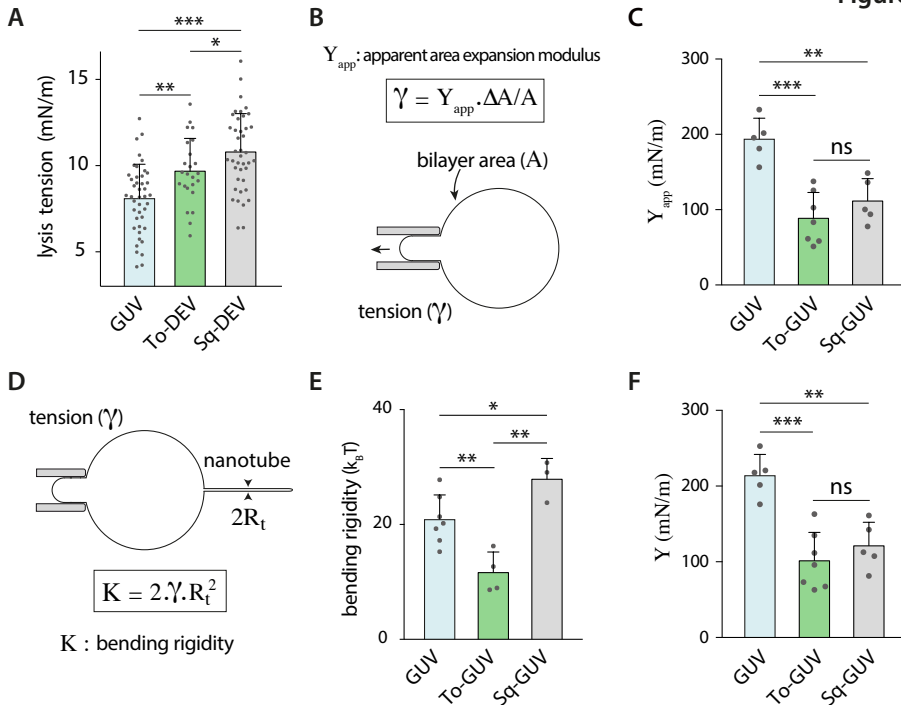 Figure
A
***
*
**
lysis tension (mN/m)
15
10
5
GUV
To-DEV
Sq-DEV
B
Yapp: apparent area expansion modulus
γ = Yapp.ΔA/A
bilayer area (A)
tension (γ)
C
**
***
ns
Yapp (mN/m)
300
200
100
0
GUV
To-GUV
Sq-GUV
D
tension (γ)
nanotube
2Rt
K = 2.γ.Rt²
K : bending rigidity
E
*
**
**
bending rigidity (kBT)
40
20
0
GUV
To-GUV
Sq-GUV
F
**
***
ns
Y (mN/m)
300
200
100
0
GUV
To-GUV
Sq-GUV